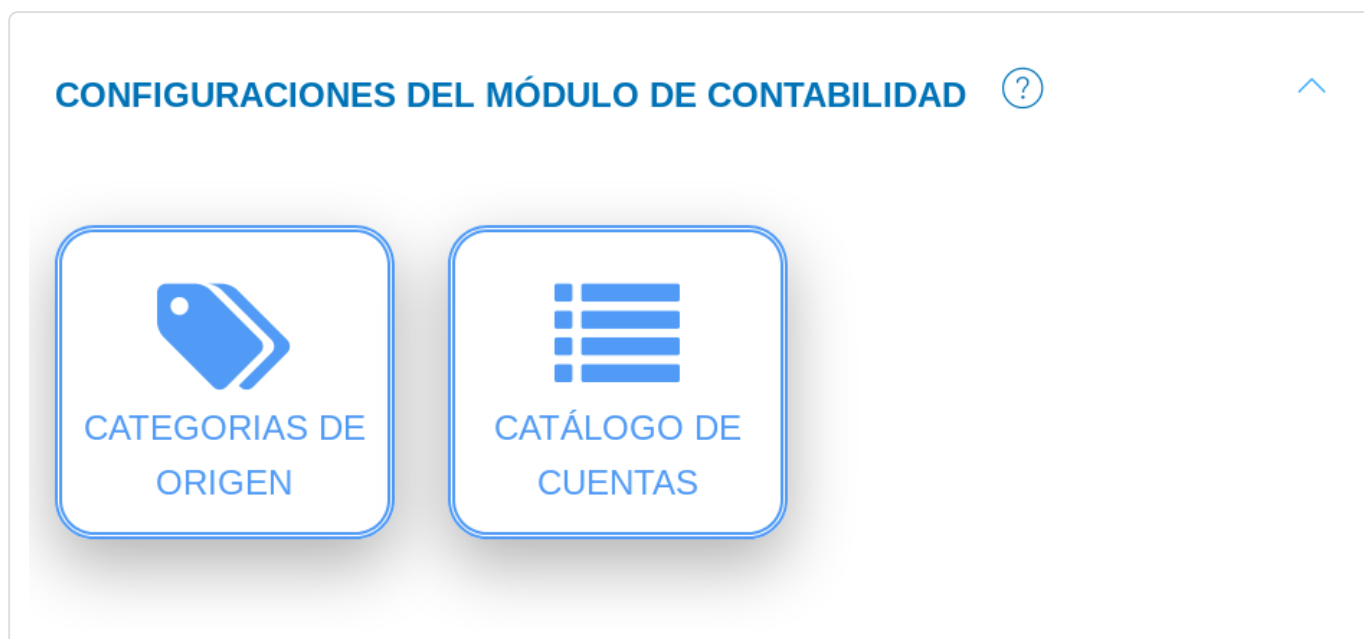 CONFIGURACIONES DEL MÓDULO DE CONTABILIDAD ?
CATEGORIAS DE
ORIGEN
CATÁLOGO DE
CUENTAS